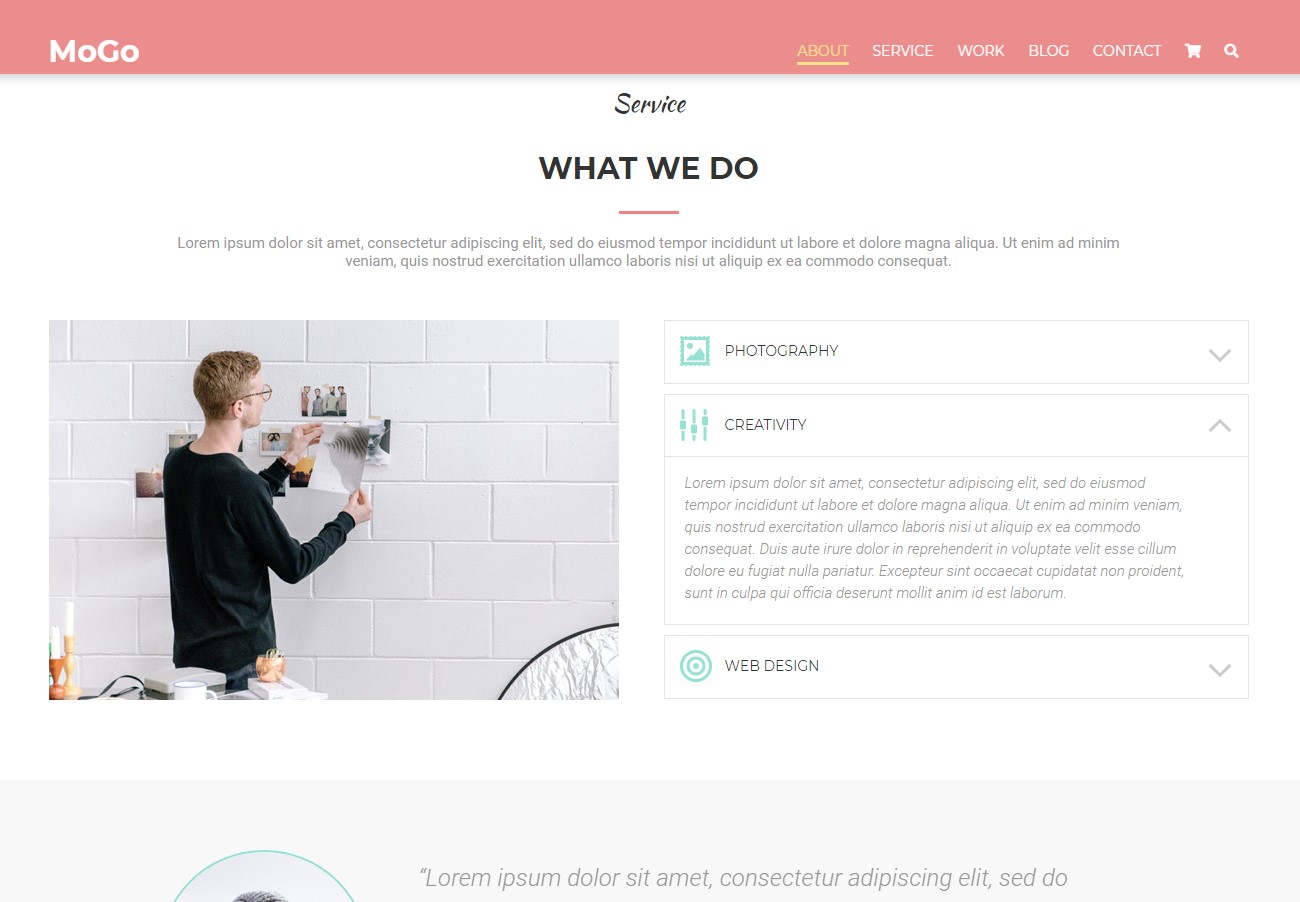 MoGo
ABOUT SERVICE WORK BLOG CONTACT
Service
WHAT WE DO
Lorem ipsum dolor sit amet, consectetur adipiscing elit, sed do eiusmod tempor incididunt ut labore et dolore magna aliqua. Ut enim ad minim
veniam, quis nostrud exercitation ullamco laboris nisi ut aliquip ex ea commodo consequat.
PHOTOGRAPHY
CREATIVITY
Lorem ipsum dolor sit amet, consectetur adipiscing elit, sed do eiusmod
tempor incididunt ut labore et dolore magna aliqua. Ut enim ad minim veniam,
quis nostrud exercitation ullamco laboris nisi ut aliquip ex ea commodo
consequat. Duis aute irure dolor in reprehenderit in voluptate velit esse cillum
dolore eu fugiat nulla pariatur. Excepteur sint occaecat cupidatat non proident,
sunt in culpa qui officia deserunt mollit anim id est laborum.
WEB DESIGN
“Lorem ipsum dolor sit amet, consectetur adipiscing elit, sed do